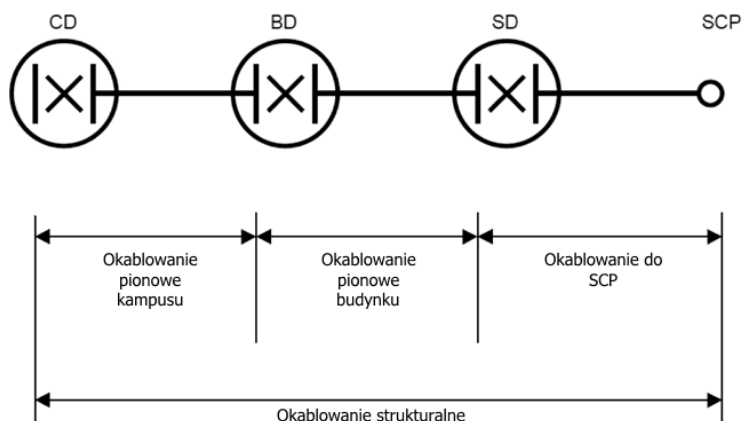 CD BD SD SCP
Okablowanie pionowe kampusu
Okablowanie pionowe budynku
Okablowanie do SCP
Okablowanie strukturalne